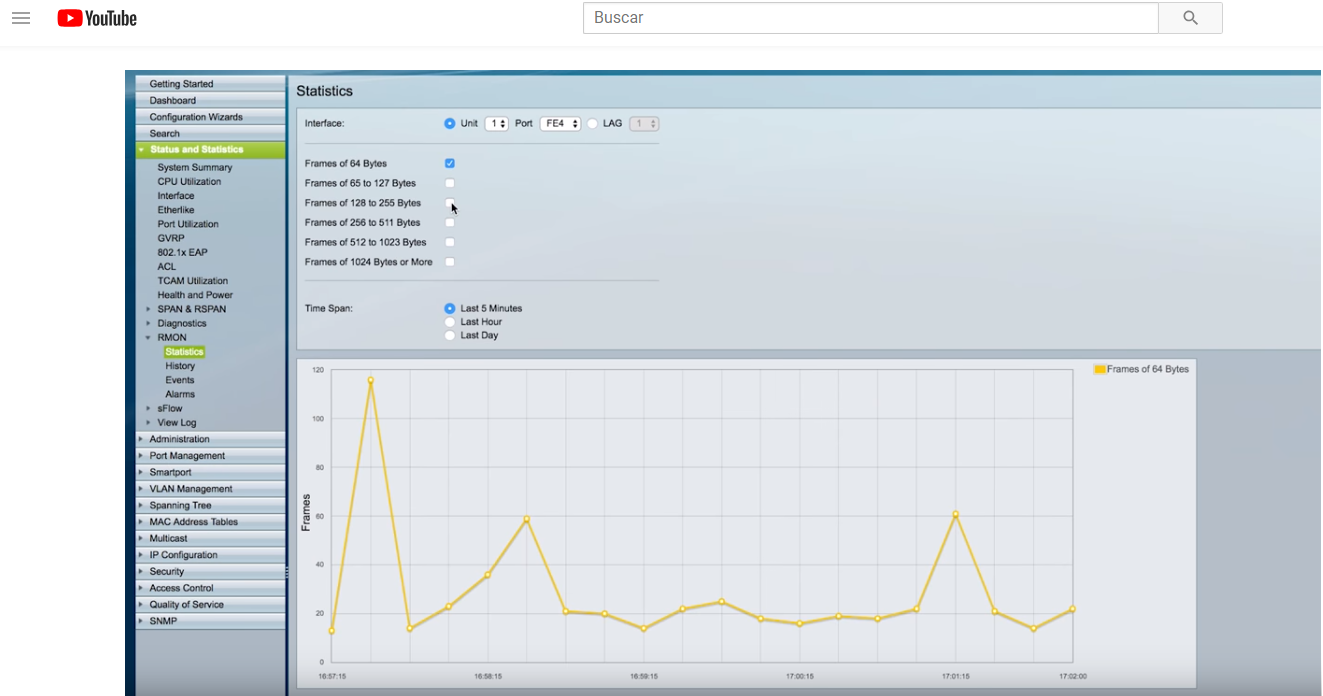 YouTube
Buscar
Getting Started
Dashboard
Configuration Wizards
Search
Status and Statistics
System Summary
CPU Utilization
Interface
Etherlike
Port Utilization
GVRP
802.1x EAP
ACL
TCAM Utilization
Health and Power
SPAN & RSPAN
Diagnostics
RMON
Statistics
History
Events
Alarms
sFlow
View Log
Administration
Port Management
Smartport
VLAN Management
Spanning Tree
MAC Address Tables
Multicast
IP Configuration
Security
Access Control
Quality of Service
SNMP
Statistics
Interface: Unit 1 Port FE4 LAG 1
Frames of 64 Bytes
Frames of 65 to 127 Bytes
Frames of 128 to 255 Bytes
Frames of 256 to 511 Bytes
Frames of 512 to 1023 Bytes
Frames of 1024 Bytes or More
Time Span: Last 5 Minutes
Last Hour
Last Day
Frames of 64 Bytes
Frames
120
100
80
60
40
20
0
16:57:15 16:58:15 16:59:15 17:00:15 17:01:15 17:02:00